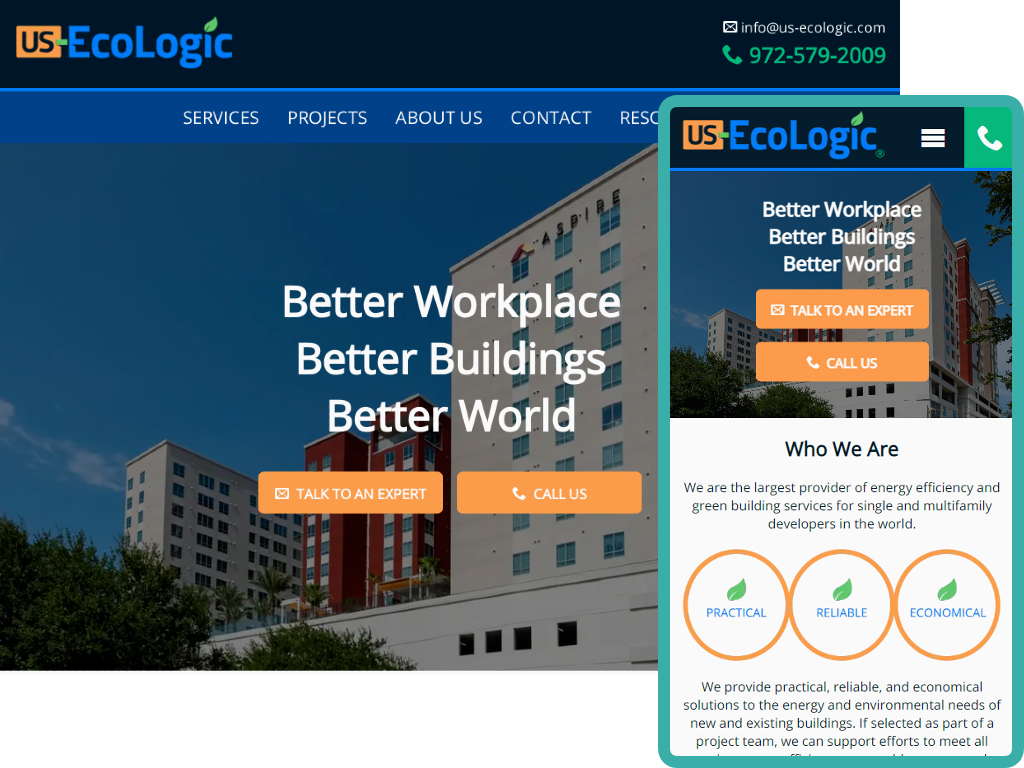 US-EcoLogic
info@us-ecologic.com
972-579-2009
SERVICES PROJECTS ABOUT US CONTACT RESO
ASPIRE
Better Workplace
Better Buildings
Better World
TALK TO AN EXPERT CALL US
US-EcoLogic®
Better Workplace
Better Buildings
Better World
TALK TO AN EXPERT
CALL US
Who We Are
We are the largest provider of energy efficiency and
green building services for single and multifamily
developers in the world.
PRACTICAL RELIABLE ECONOMICAL
We provide practical, reliable, and economical
solutions to the energy and environmental needs of
new and existing buildings. If selected as part of a
project team, we can support efforts to meet all